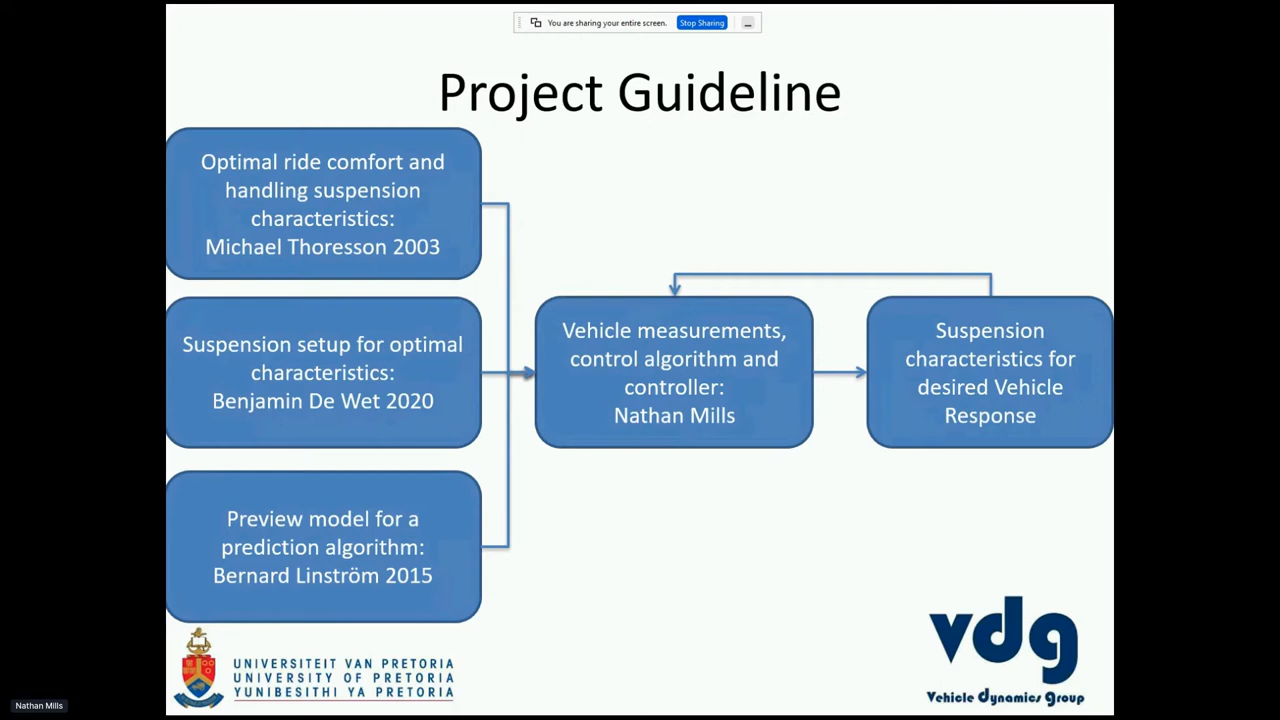 You are sharing your entire screen.
Stop Sharing
Project Guideline
Optimal ride comfort and
handling suspension
characteristics:
Michael Thoresson 2003
Suspension setup for optimal
characteristics:
Benjamin De Wet 2020
Preview model for a
prediction algorithm:
Bernard Linström 2015
Vehicle measurements,
control algorithm and
controller:
Nathan Mills
Suspension
characteristics for
desired Vehicle
Response
UNIVERSITEIT VAN PRETORIA
UNIVERSITY OF PRETORIA
YUNIBESITHI YA PRETORIA
vdg
Vehicle Dynamics Group
Nathan Mills